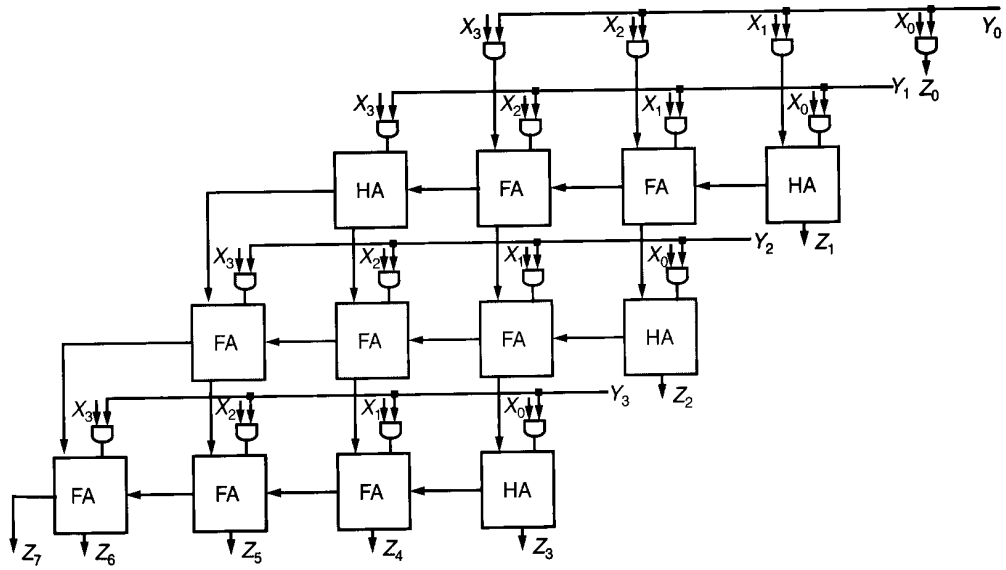 X₃ X₂ X₁ X₀ Y₀
X₃ X₂ X₁ X₀ Y₁ Z₀
HA FA FA HA
X₃ X₂ X₁ X₀ Y₂ Z₁
FA FA FA HA
X₃ X₂ X₁ X₀ Y₃ Z₂
FA FA FA HA
Z₇ Z₆ Z₅ Z₄ Z₃